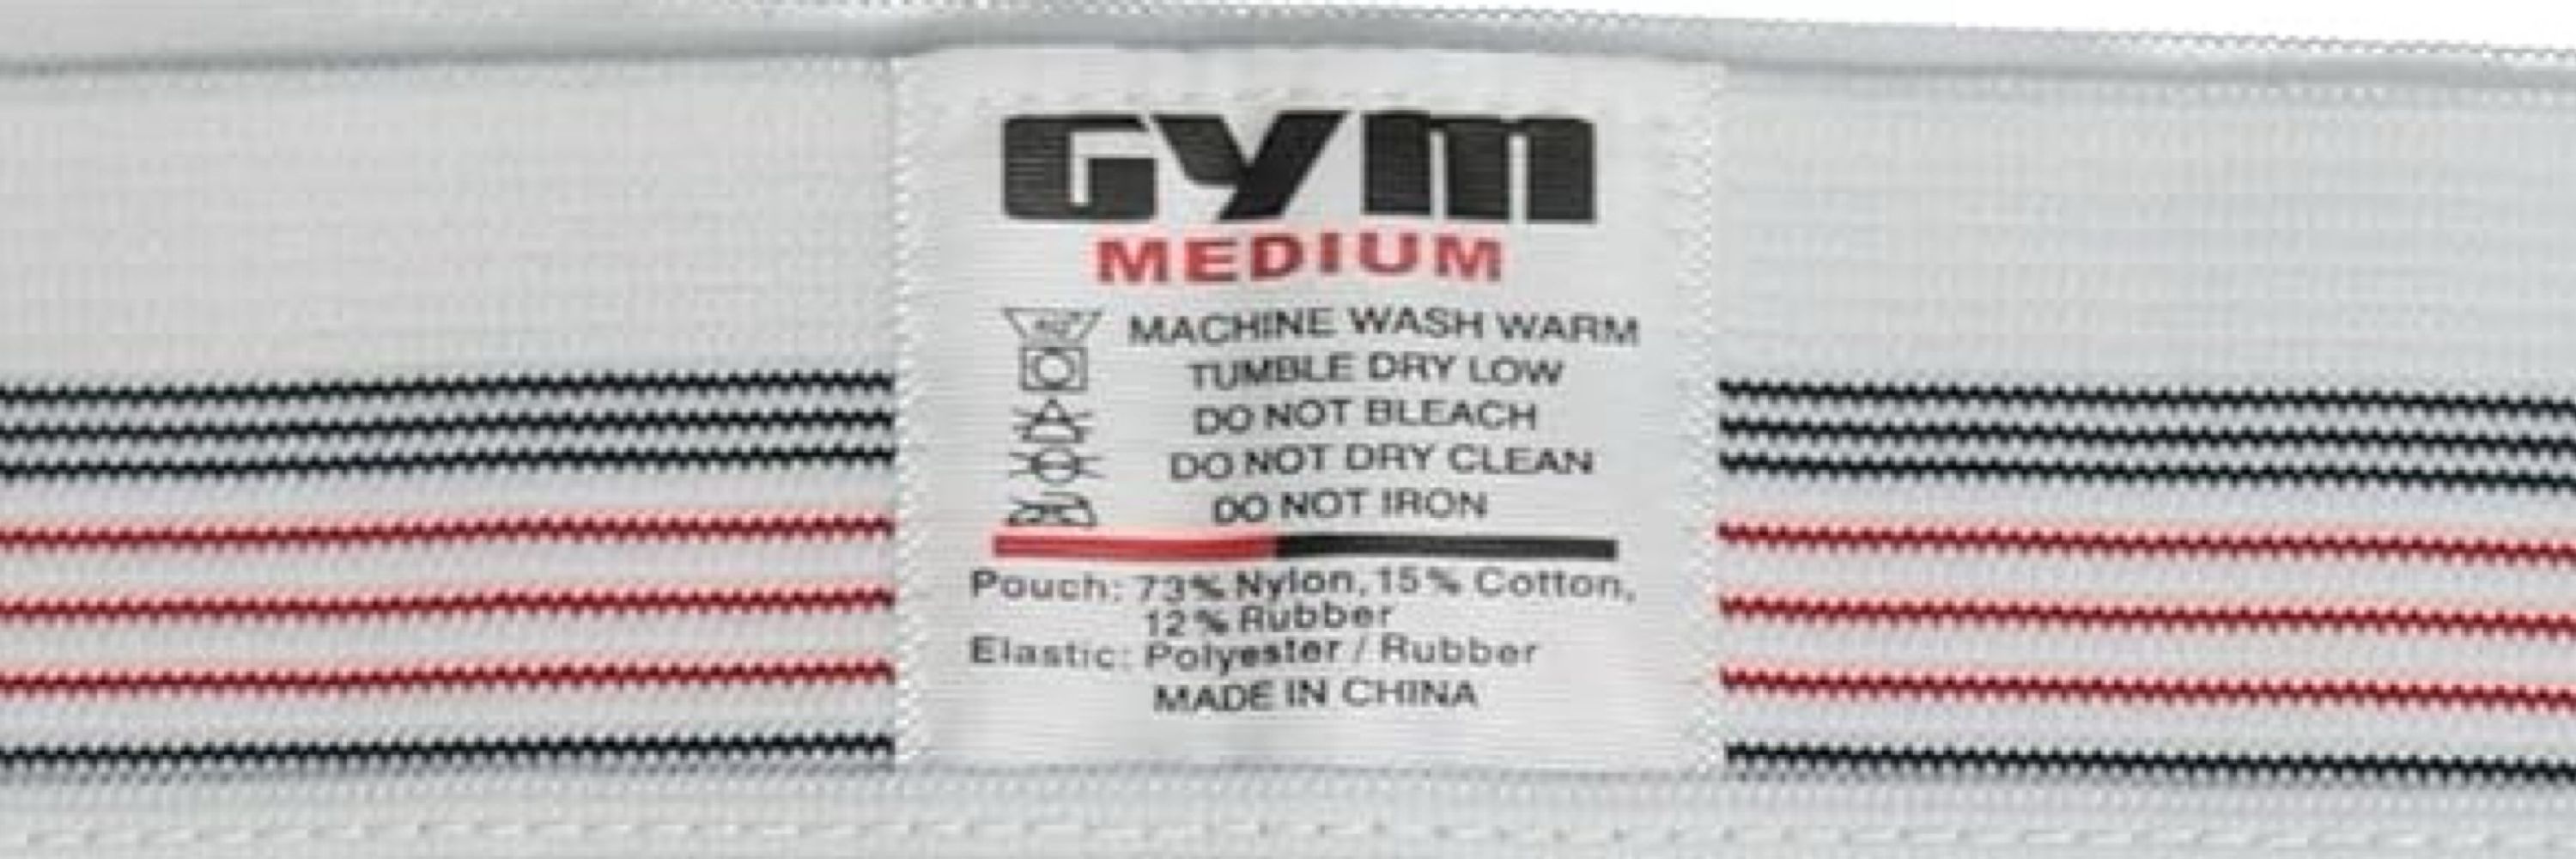 GYM
MEDIUM
MACHINE WASH WARM
TUMBLE DRY LOW
DO NOT BLEACH
DO NOT DRY CLEAN
DO NOT IRON
Pouch: 73% Nylon, 15% Cotton,
12% Rubber
Elastic: Polyester / Rubber
MADE IN CHINA